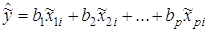 ŷ̃ = b₁x̃₁ᵢ + b₂x̃₂ᵢ + ... + bₚx̃ₚᵢ